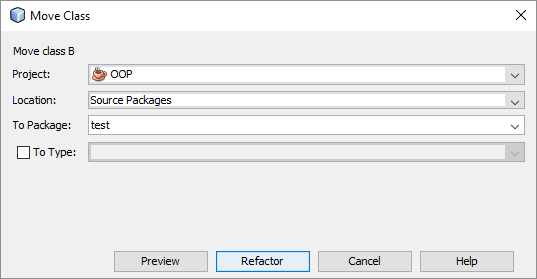 Move Class
Move class B
Project: OOP
Location: Source Packages
To Package: test
To Type:
Preview Refactor Cancel Help